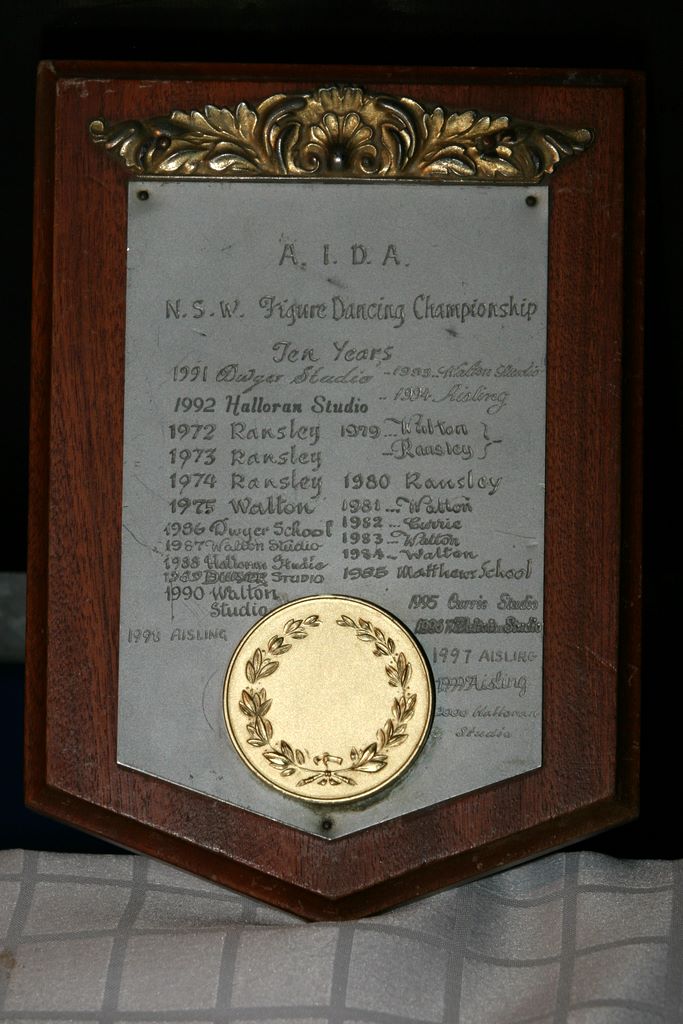 A. I. D. A.
N.S.W. Figure Dancing Championship
Ten Years
1991 Dwyer Studio - 1993 Walton Studio
- 1994 Aisling
1992 Halloran Studio
1972 Ransley 1979 Walton }
1973 Ransley Ransley }
1974 Ransley 1980 Ransley
1975 Walton 1981 Walton
1982 Currie
1986 Dwyer School 1983 Walton
1987 Walton Studio 1984 Walton
1988 Halloran Studio 1985 Matthews School
1989 Studio
1990 Walton
Studio 1995 Currie Studio
Studio
1998 AISLING 1997 AISLING
1999 Aisling
2000 Halloran
Studio